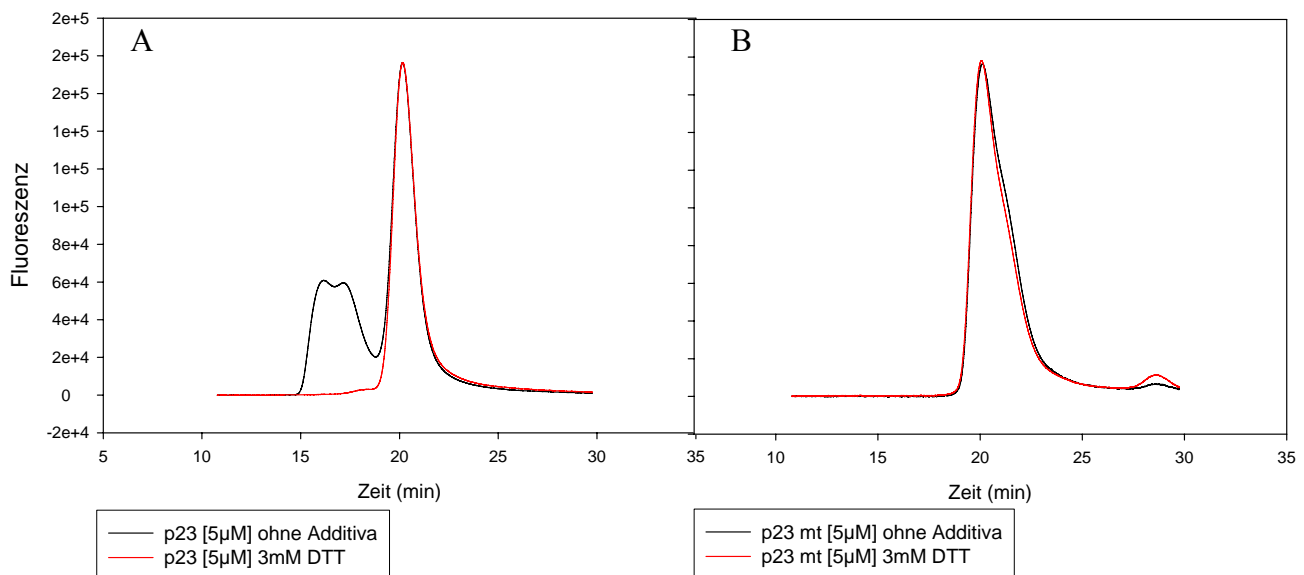 A
B
2e+5
2e+5
2e+5
1e+5
1e+5
1e+5
8e+4
6e+4
4e+4
2e+4
0
-2e+4
Fluoreszenz
5 10 15 20 25 30 35
10 15 20 25 30 35
Zeit (min)
Zeit (min)
p23 [5µM] ohne Additiva
p23 [5µM] 3mM DTT
p23 mt [5µM] ohne Additiva
p23 mt [5µM] 3mM DTT